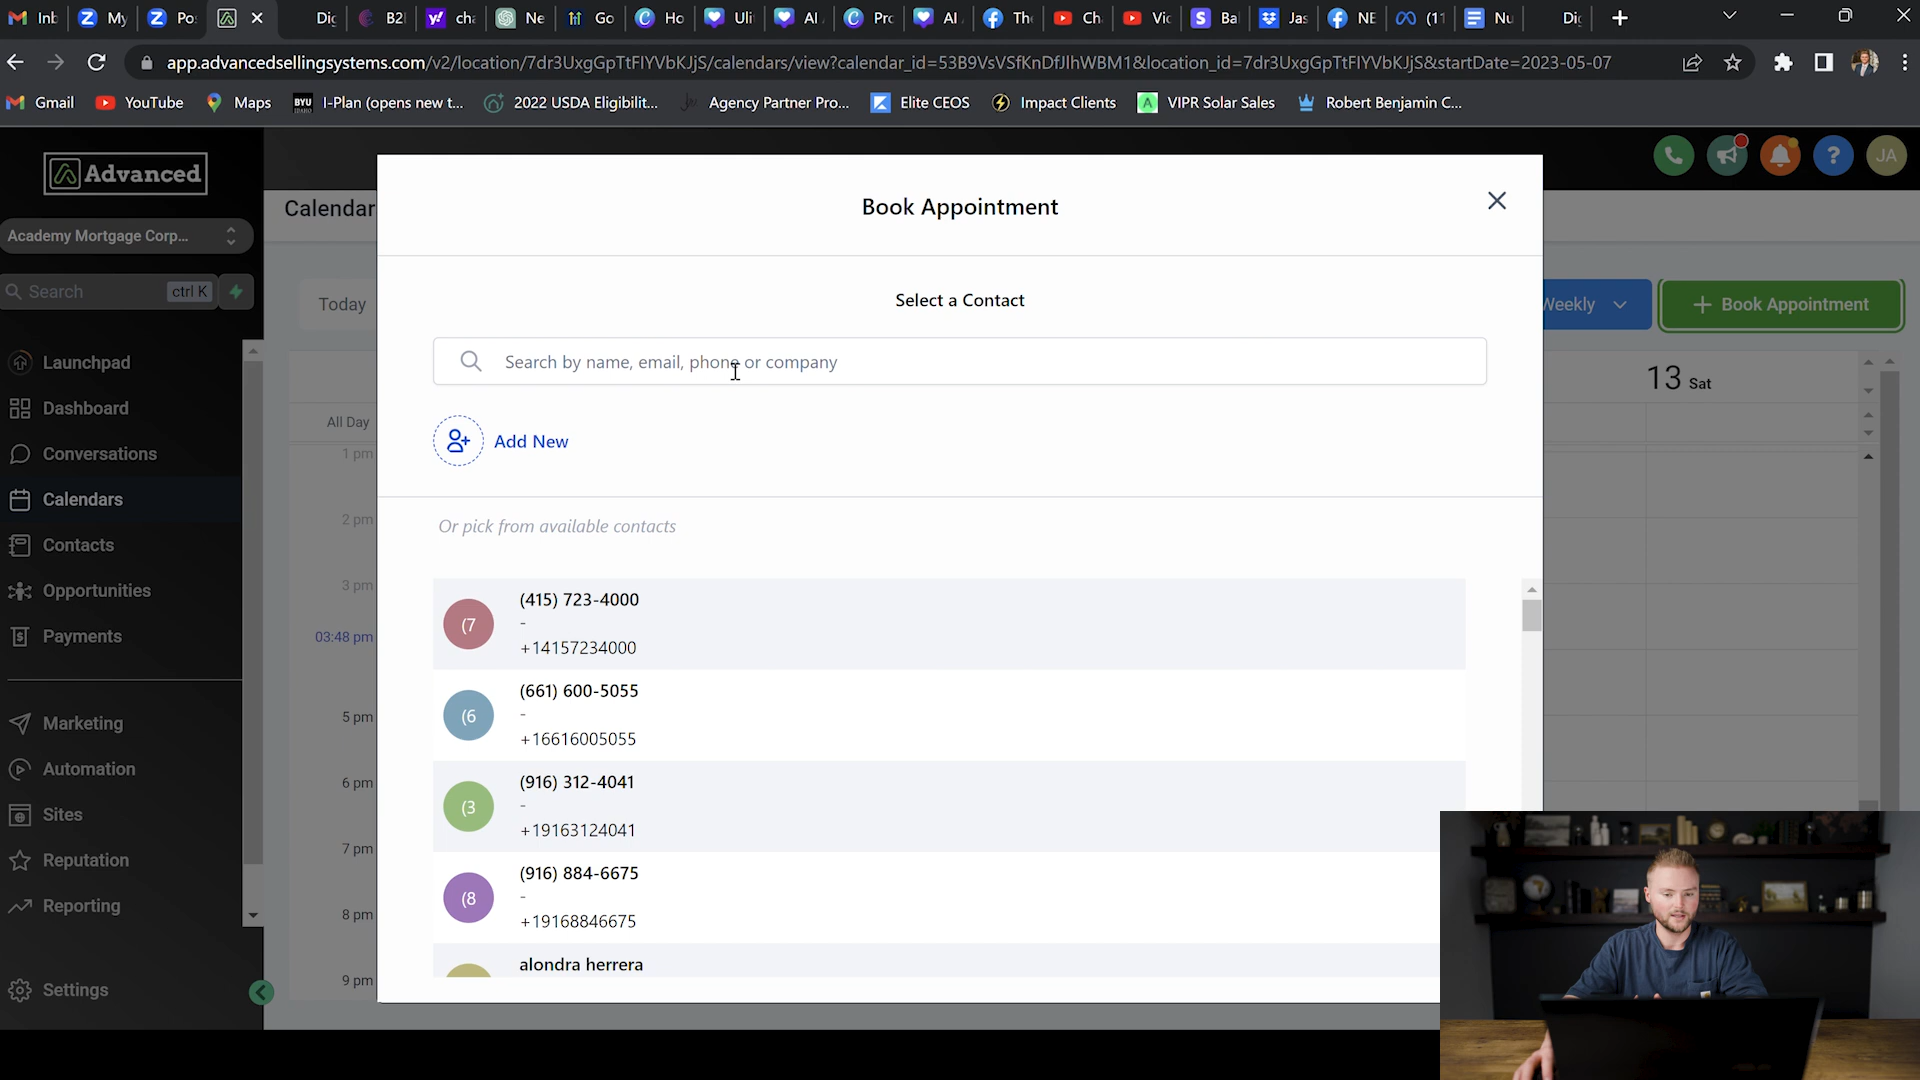 Inb
My
Pos
Dig
B2I
cha
Ne
Go
Ho
Uli
AI
Pro
AI
The
Ch
Vic
Ba
Jas
NE
(11
Nu
Dig
app.advancedsellingsystems.com/v2/location/7dr3UxgGpTtFIYVbKJjS/calendars/view?calendar_id=53B9VsVSfKnDfJlhWBM1&location_id=7dr3UxgGpTtFIYVbKJjS&startDate=2023-05-07
Gmail
YouTube
Maps
BYU
I-Plan (opens new t...
2022 USDA Eligibilit...
Agency Partner Pro...
Elite CEOS
Impact Clients
VIPR Solar Sales
Robert Benjamin C...
Advanced
JA
Academy Mortgage Corp...
Search
ctrl K
Launchpad
Dashboard
Conversations
Calendars
Contacts
Opportunities
Payments
Marketing
Automation
Sites
Reputation
Reporting
Settings
Calendar
Today
Weekly
+ Book Appointment
13 Sat
All Day
1 pm
2 pm
3 pm
03:48 pm
5 pm
6 pm
7 pm
8 pm
9 pm
Book Appointment
Select a Contact
Search by name, email, phone or company
Add New
Or pick from available contacts
(7
(415) 723-4000
-
+14157234000
(6
(661) 600-5055
-
+16616005055
(3
(916) 312-4041
-
+19163124041
(8
(916) 884-6675
-
+19168846675
alondra herrera